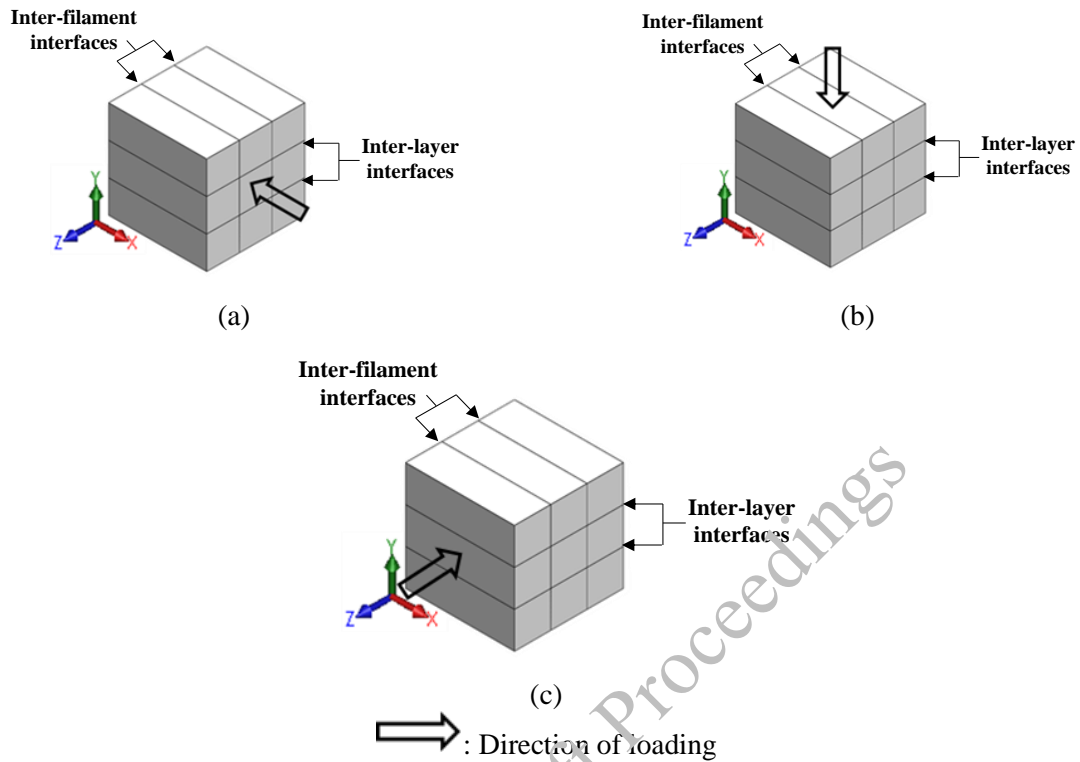 Inter-filament
interfaces
Inter-layer
interfaces
Y
Z
X
(a)
Inter-filament
interfaces
Inter-layer
interfaces
Y
Z
X
(b)
Inter-filament
interfaces
Inter-layer
interfaces
Y
Z
X
(c)
: Direction of loading
Proceedings